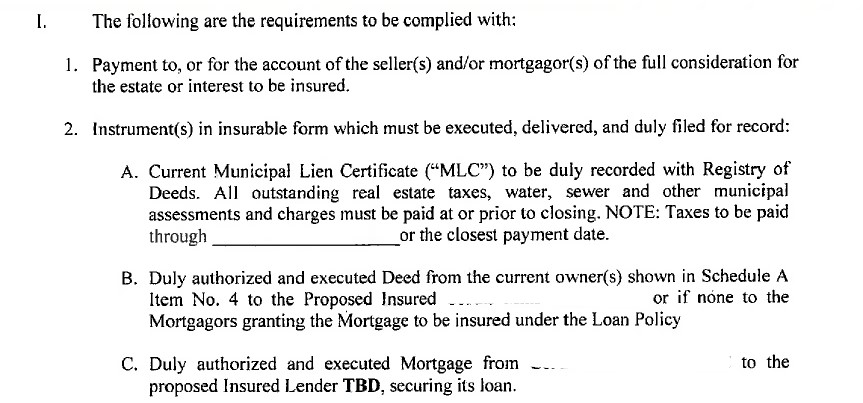 I. The following are the requirements to be complied with:
1. Payment to, or for the account of the seller(s) and/or mortgagor(s) of the full consideration for
the estate or interest to be insured.
2. Instrument(s) in insurable form which must be executed, delivered, and duly filed for record:
A. Current Municipal Lien Certificate (“MLC”) to be duly recorded with Registry of
Deeds. All outstanding real estate taxes, water, sewer and other municipal
assessments and charges must be paid at or prior to closing. NOTE: Taxes to be paid
through ____________________ or the closest payment date.
B. Duly authorized and executed Deed from the current owner(s) shown in Schedule A
Item No. 4 to the Proposed Insured or if none to the
Mortgagors granting the Mortgage to be insured under the Loan Policy
C. Duly authorized and executed Mortgage from to the
proposed Insured Lender TBD, securing its loan.